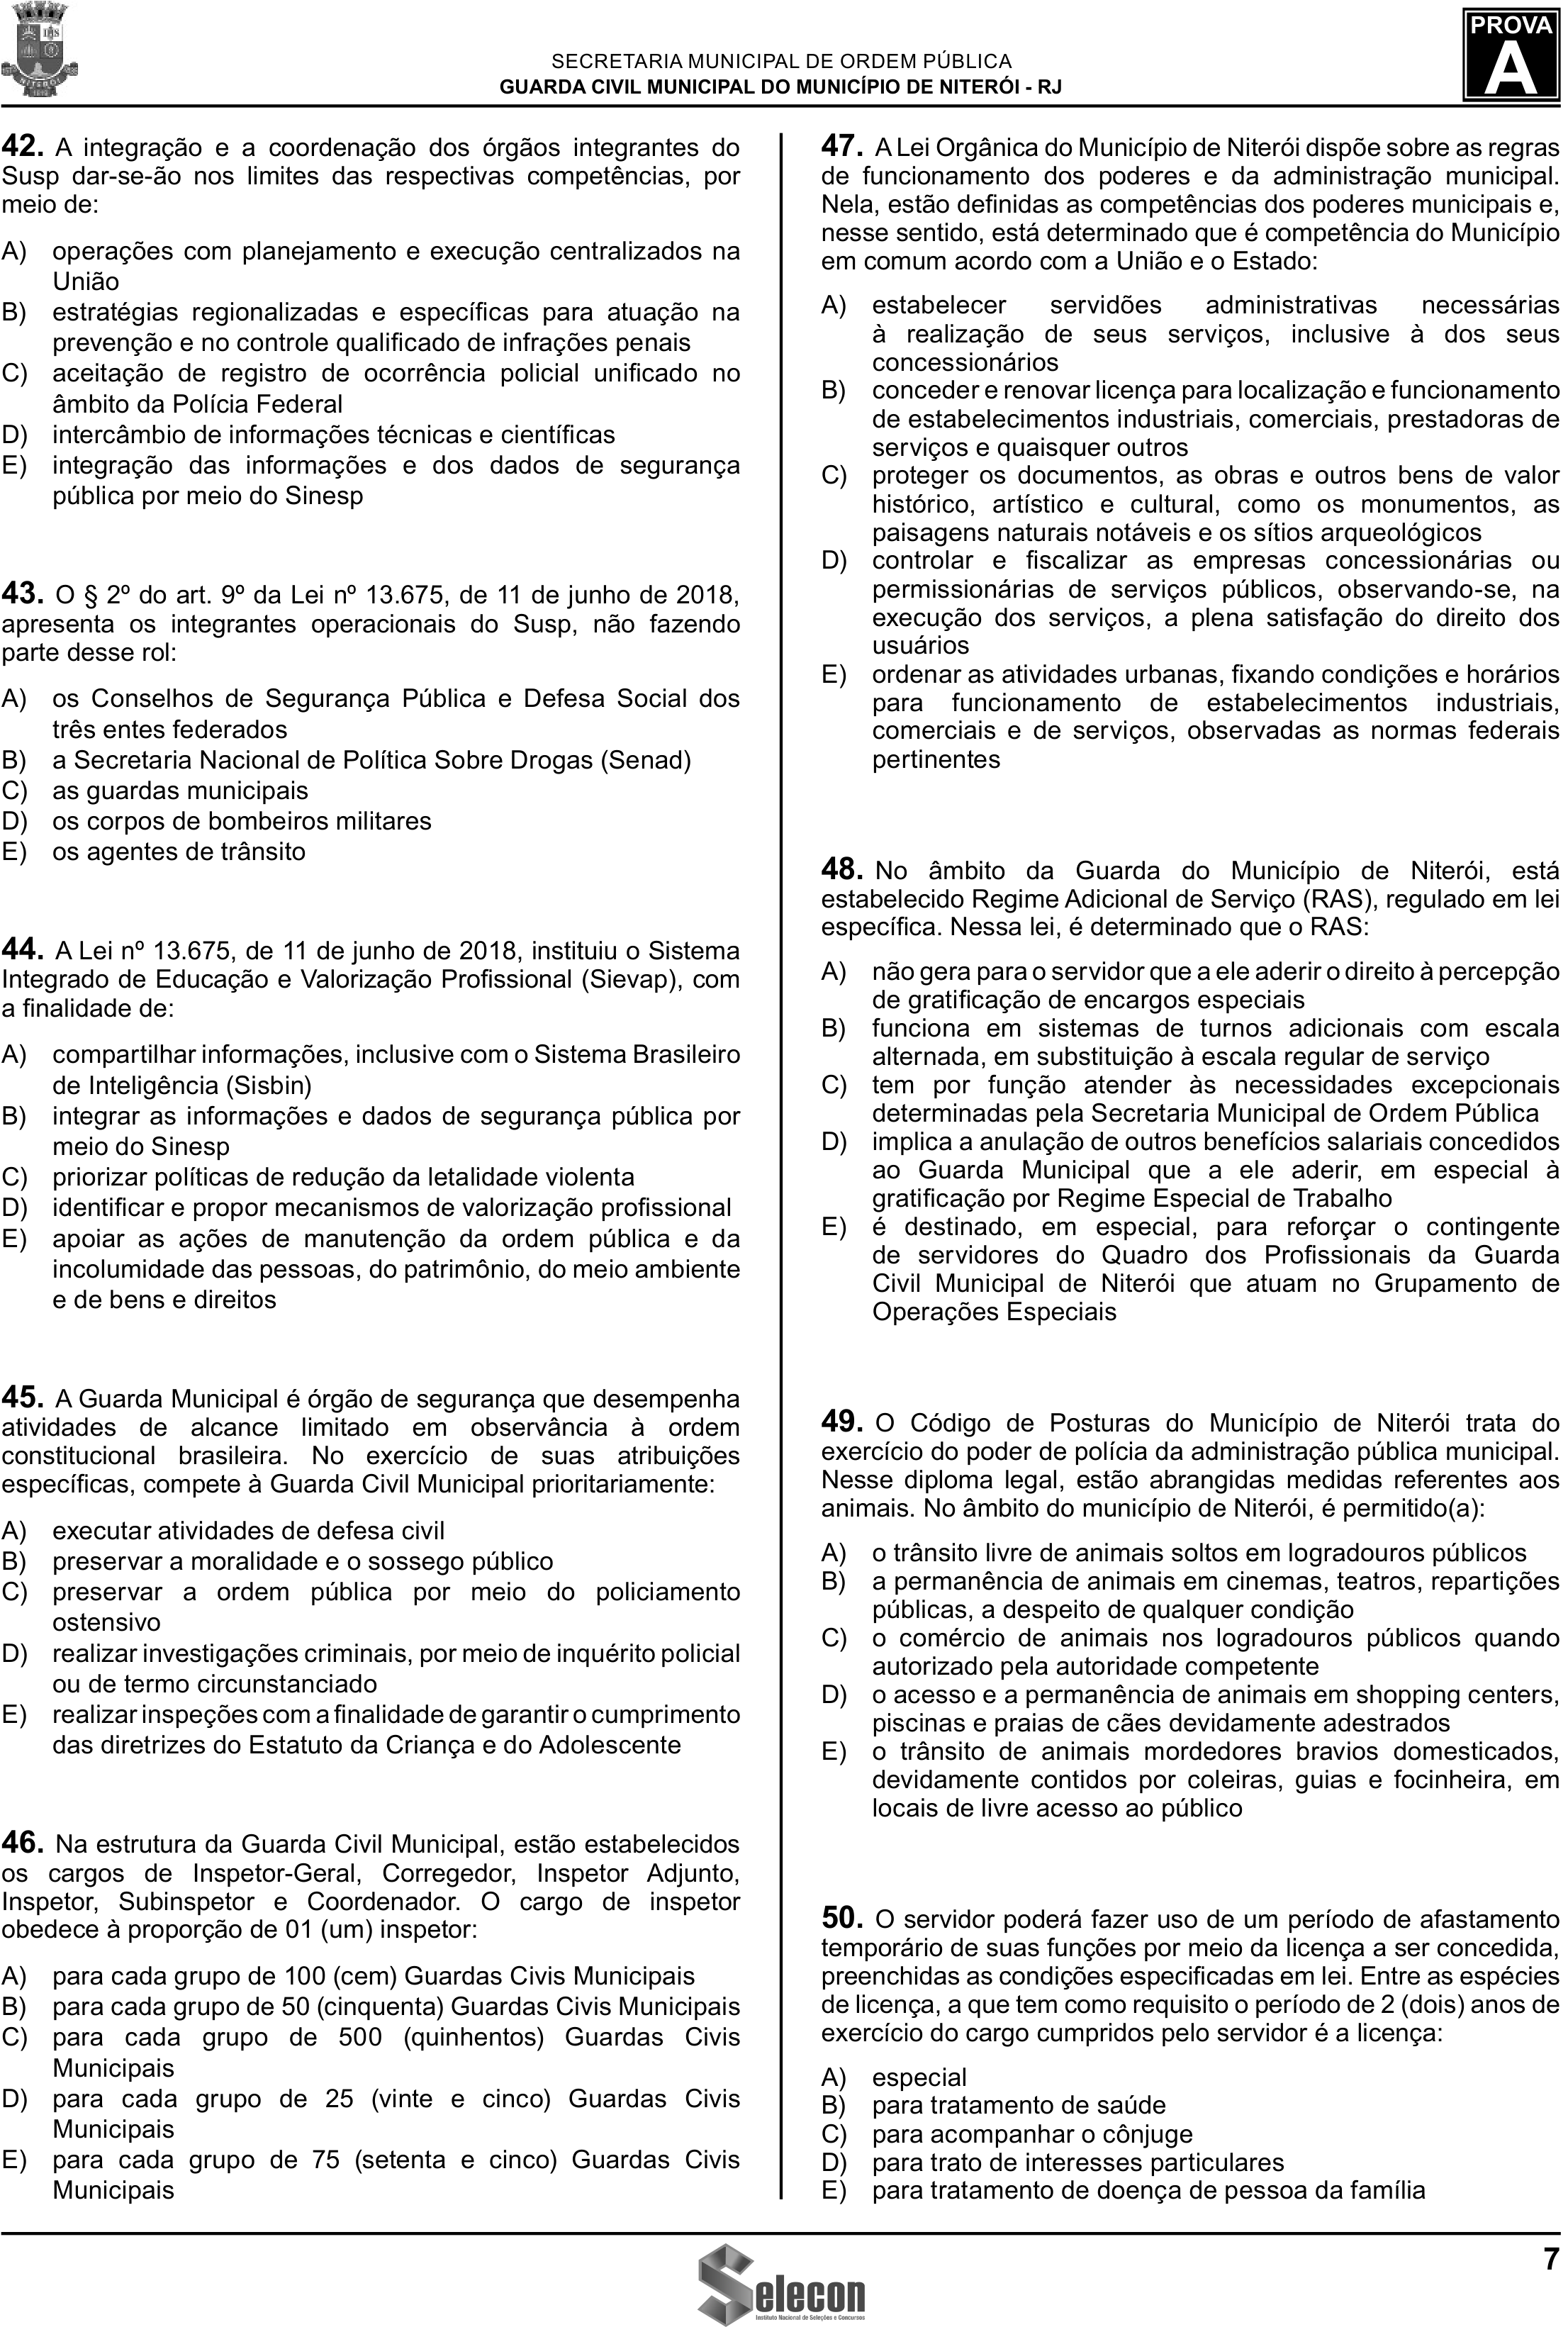 SECRETARIA MUNICIPAL DE ORDEM PÚBLICA
GUARDA CIVIL MUNICIPAL DO MUNICÍPIO DE NITERÓI - RJ
PROVA
A
42. A integração e a coordenação dos órgãos integrantes do
Susp dar-se-ão nos limites das respectivas competências, por
meio de:
A) operações com planejamento e execução centralizados na
União
B) estratégias regionalizadas e específicas para atuação na
prevenção e no controle qualificado de infrações penais
C) aceitação de registro de ocorrência policial unificado no
âmbito da Polícia Federal
D) intercâmbio de informações técnicas e científicas
E) integração das informações e dos dados de segurança
pública por meio do Sinesp
43. O § 2º do art. 9º da Lei nº 13.675, de 11 de junho de 2018,
apresenta os integrantes operacionais do Susp, não fazendo
parte desse rol:
A) os Conselhos de Segurança Pública e Defesa Social dos
três entes federados
B) a Secretaria Nacional de Política Sobre Drogas (Senad)
C) as guardas municipais
D) os corpos de bombeiros militares
E) os agentes de trânsito
44. A Lei nº 13.675, de 11 de junho de 2018, instituiu o Sistema
Integrado de Educação e Valorização Profissional (Sievap), com
a finalidade de:
A) compartilhar informações, inclusive com o Sistema Brasileiro
de Inteligência (Sisbin)
B) integrar as informações e dados de segurança pública por
meio do Sinesp
C) priorizar políticas de redução da letalidade violenta
D) identificar e propor mecanismos de valorização profissional
E) apoiar as ações de manutenção da ordem pública e da
incolumidade das pessoas, do patrimônio, do meio ambiente
e de bens e direitos
45. A Guarda Municipal é órgão de segurança que desempenha
atividades de alcance limitado em observância à ordem
constitucional brasileira. No exercício de suas atribuições
específicas, compete à Guarda Civil Municipal prioritariamente:
A) executar atividades de defesa civil
B) preservar a moralidade e o sossego público
C) preservar a ordem pública por meio do policiamento
ostensivo
D) realizar investigações criminais, por meio de inquérito policial
ou de termo circunstanciado
E) realizar inspeções com a finalidade de garantir o cumprimento
das diretrizes do Estatuto da Criança e do Adolescente
46. Na estrutura da Guarda Civil Municipal, estão estabelecidos
os cargos de Inspetor-Geral, Corregedor, Inspetor Adjunto,
Inspetor, Subinspetor e Coordenador. O cargo de inspetor
obedece à proporção de 01 (um) inspetor:
A) para cada grupo de 100 (cem) Guardas Civis Municipais
B) para cada grupo de 50 (cinquenta) Guardas Civis Municipais
C) para cada grupo de 500 (quinhentos) Guardas Civis
Municipais
D) para cada grupo de 25 (vinte e cinco) Guardas Civis
Municipais
E) para cada grupo de 75 (setenta e cinco) Guardas Civis
Municipais
47. A Lei Orgânica do Município de Niterói dispõe sobre as regras
de funcionamento dos poderes e da administração municipal.
Nela, estão definidas as competências dos poderes municipais e,
nesse sentido, está determinado que é competência do Município
em comum acordo com a União e o Estado:
A) estabelecer servidões administrativas necessárias
à realização de seus serviços, inclusive à dos seus
concessionários
B) conceder e renovar licença para localização e funcionamento
de estabelecimentos industriais, comerciais, prestadoras de
serviços e quaisquer outros
C) proteger os documentos, as obras e outros bens de valor
histórico, artístico e cultural, como os monumentos, as
paisagens naturais notáveis e os sítios arqueológicos
D) controlar e fiscalizar as empresas concessionárias ou
permissionárias de serviços públicos, observando-se, na
execução dos serviços, a plena satisfação do direito dos
usuários
E) ordenar as atividades urbanas, fixando condições e horários
para funcionamento de estabelecimentos industriais,
comerciais e de serviços, observadas as normas federais
pertinentes
48. No âmbito da Guarda do Município de Niterói, está
estabelecido Regime Adicional de Serviço (RAS), regulado em lei
específica. Nessa lei, é determinado que o RAS:
A) não gera para o servidor que a ele aderir o direito à percepção
de gratificação de encargos especiais
B) funciona em sistemas de turnos adicionais com escala
alternada, em substituição à escala regular de serviço
C) tem por função atender às necessidades excepcionais
determinadas pela Secretaria Municipal de Ordem Pública
D) implica a anulação de outros benefícios salariais concedidos
ao Guarda Municipal que a ele aderir, em especial à
gratificação por Regime Especial de Trabalho
E) é destinado, em especial, para reforçar o contingente
de servidores do Quadro dos Profissionais da Guarda
Civil Municipal de Niterói que atuam no Grupamento de
Operações Especiais
49. O Código de Posturas do Município de Niterói trata do
exercício do poder de polícia da administração pública municipal.
Nesse diploma legal, estão abrangidas medidas referentes aos
animais. No âmbito do município de Niterói, é permitido(a):
A) o trânsito livre de animais soltos em logradouros públicos
B) a permanência de animais em cinemas, teatros, repartições
públicas, a despeito de qualquer condição
C) o comércio de animais nos logradouros públicos quando
autorizado pela autoridade competente
D) o acesso e a permanência de animais em shopping centers,
piscinas e praias de cães devidamente adestrados
E) o trânsito de animais mordedores bravios domesticados,
devidamente contidos por coleiras, guias e focinheira, em
locais de livre acesso ao público
50. O servidor poderá fazer uso de um período de afastamento
temporário de suas funções por meio da licença a ser concedida,
preenchidas as condições especificadas em lei. Entre as espécies
de licença, a que tem como requisito o período de 2 (dois) anos de
exercício do cargo cumpridos pelo servidor é a licença:
A) especial
B) para tratamento de saúde
C) para acompanhar o cônjuge
D) para trato de interesses particulares
E) para tratamento de doença de pessoa da família
7
Selecon
Instituto Nacional de Seleções e Concursos